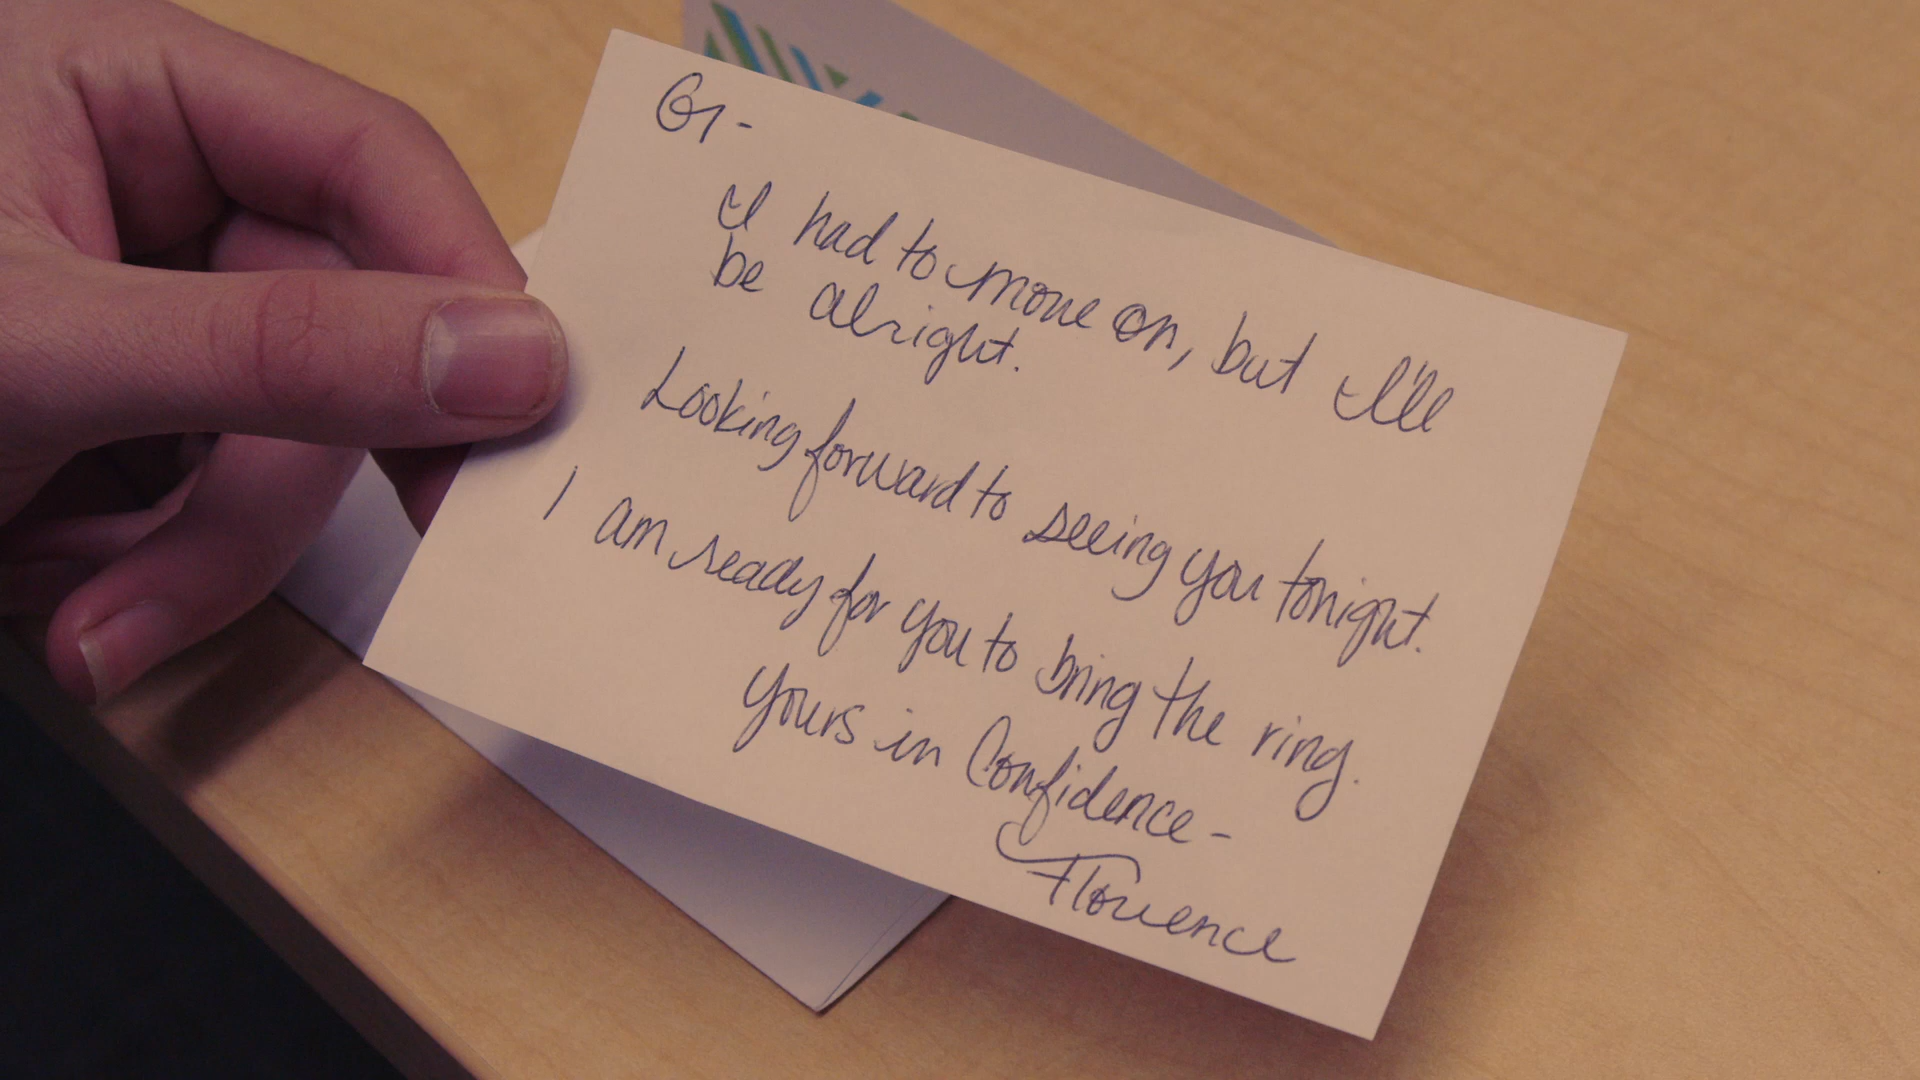 G-
I had to move on, but I'll
be alright.
Looking forward to seeing you tonight.
I am ready for you to bring the ring.
Yours in Confidence-
Florence